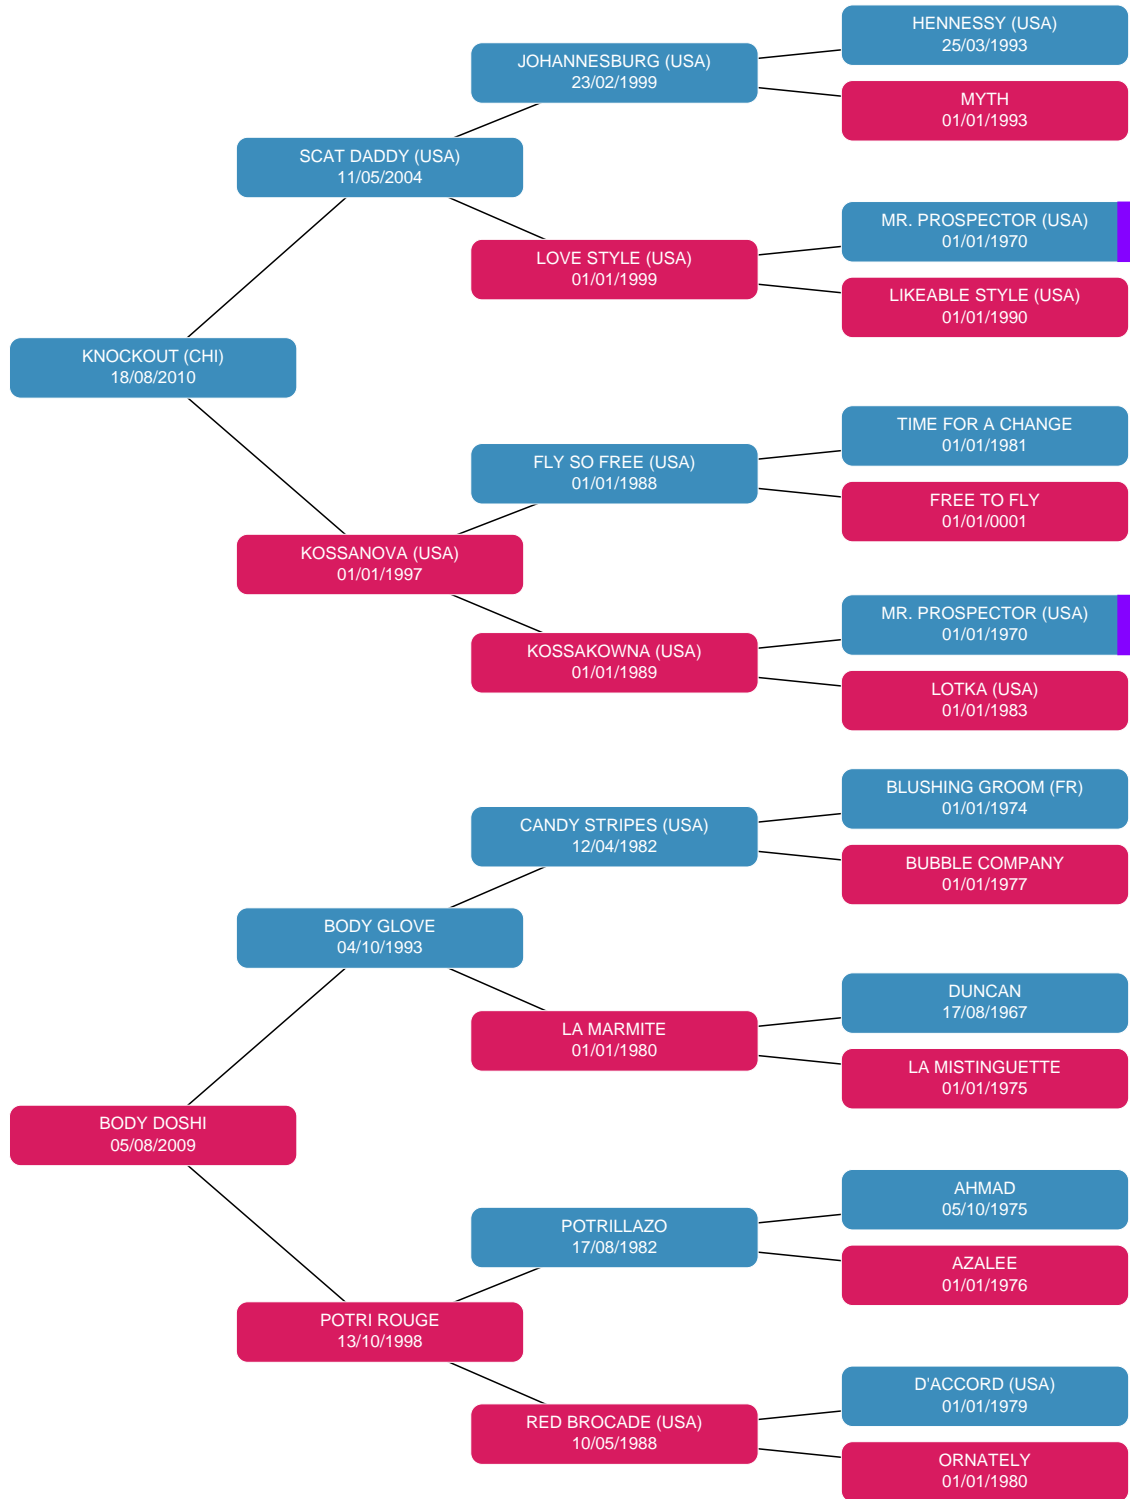 HENNESSY (USA)
25/03/1993
JOHANNESBURG (USA)
23/02/1999
MYTH
01/01/1993
SCAT DADDY (USA)
11/05/2004
MR. PROSPECTOR (USA)
01/01/1970
LOVE STYLE (USA)
01/01/1999
LIKEABLE STYLE (USA)
01/01/1990
KNOCKOUT (CHI)
18/08/2010
TIME FOR A CHANGE
01/01/1981
FLY SO FREE (USA)
01/01/1988
FREE TO FLY
01/01/0001
KOSSANOVA (USA)
01/01/1997
MR. PROSPECTOR (USA)
01/01/1970
KOSSAKOWNA (USA)
01/01/1989
LOTKA (USA)
01/01/1983
BLUSHING GROOM (FR)
01/01/1974
CANDY STRIPES (USA)
12/04/1982
BUBBLE COMPANY
01/01/1977
BODY GLOVE
04/10/1993
DUNCAN
17/08/1967
LA MARMITE
01/01/1980
LA MISTINGUETTE
01/01/1975
BODY DOSHI
05/08/2009
AHMAD
05/10/1975
POTRILLAZO
17/08/1982
AZALEE
01/01/1976
POTRI ROUGE
13/10/1998
D'ACCORD (USA)
01/01/1979
RED BROCADE (USA)
10/05/1988
ORNATELY
01/01/1980